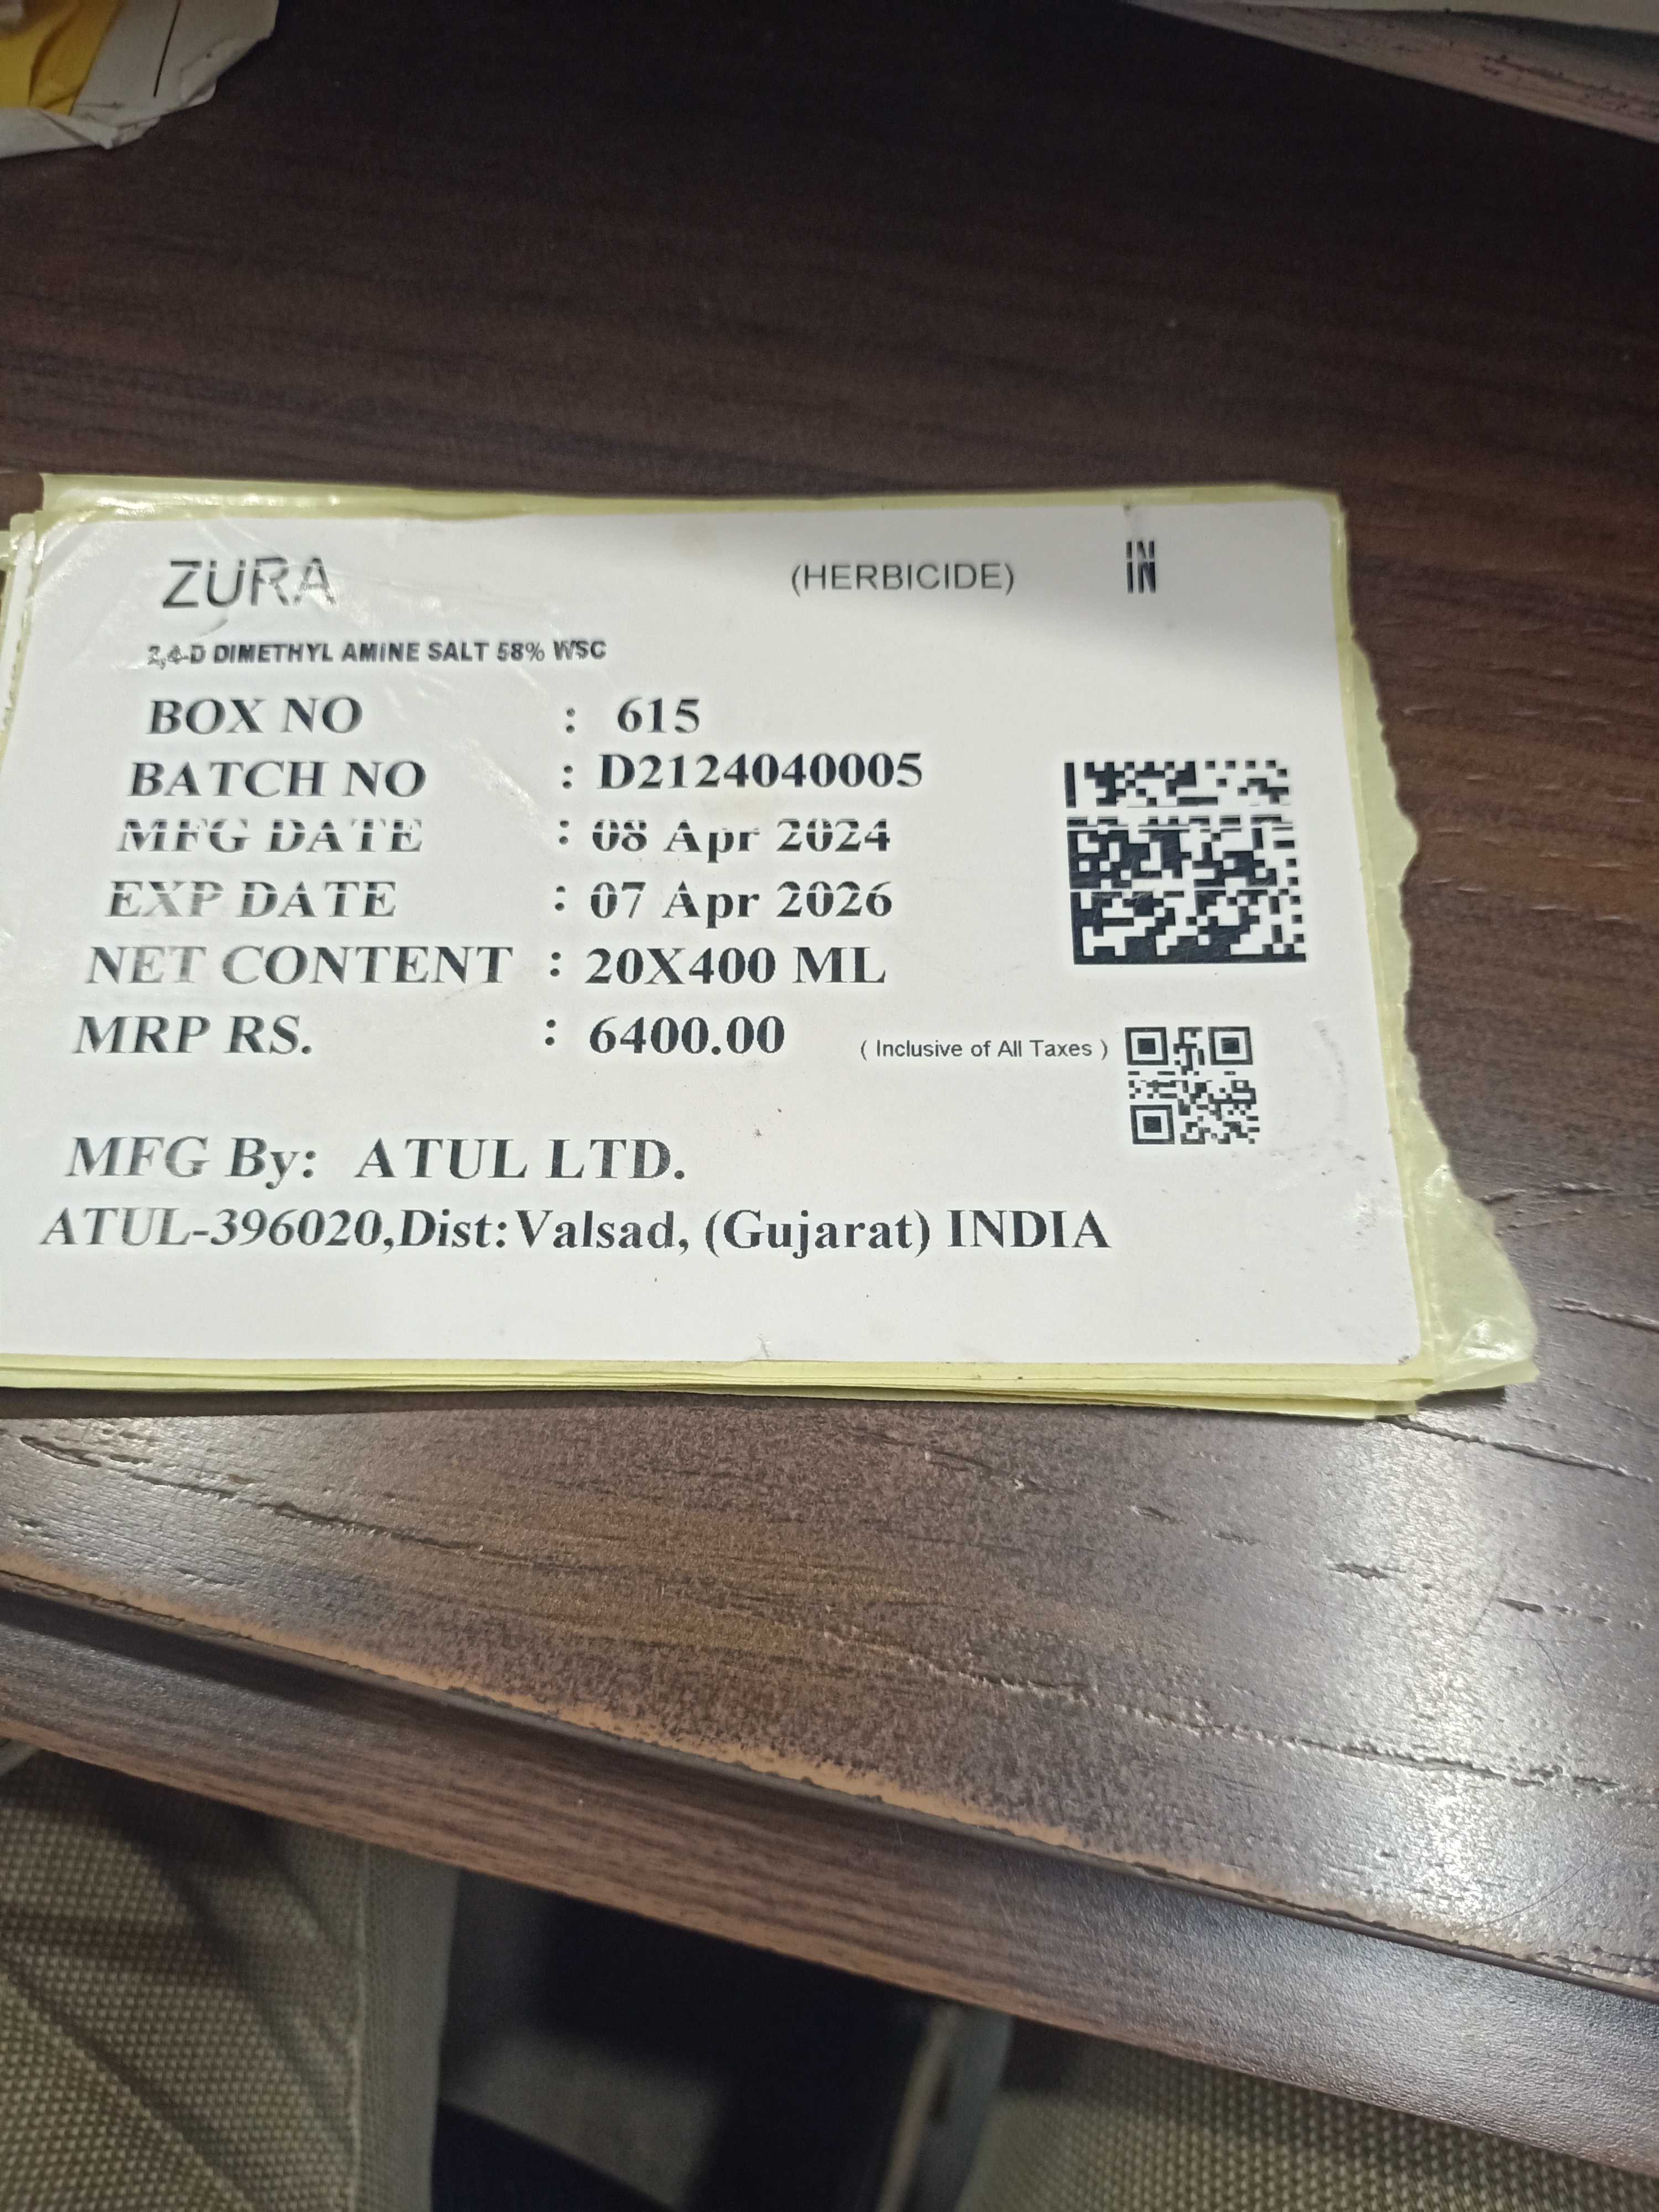 ZURA (HERBICIDE) IN
IN
2,4-D DIMETHYL AMINE SALT 58% WSC
BOX NO : 615
BATCH NO : D2124040005
MFG DATE : 08 Apr 2024
EXP DATE : 07 Apr 2026
NET CONTENT : 20X400 ML
MRP RS. : 6400.00 ( Inclusive of All Taxes )
MFG By: ATUL LTD.
ATUL-396020,Dist:Valsad, (Gujarat) INDIA